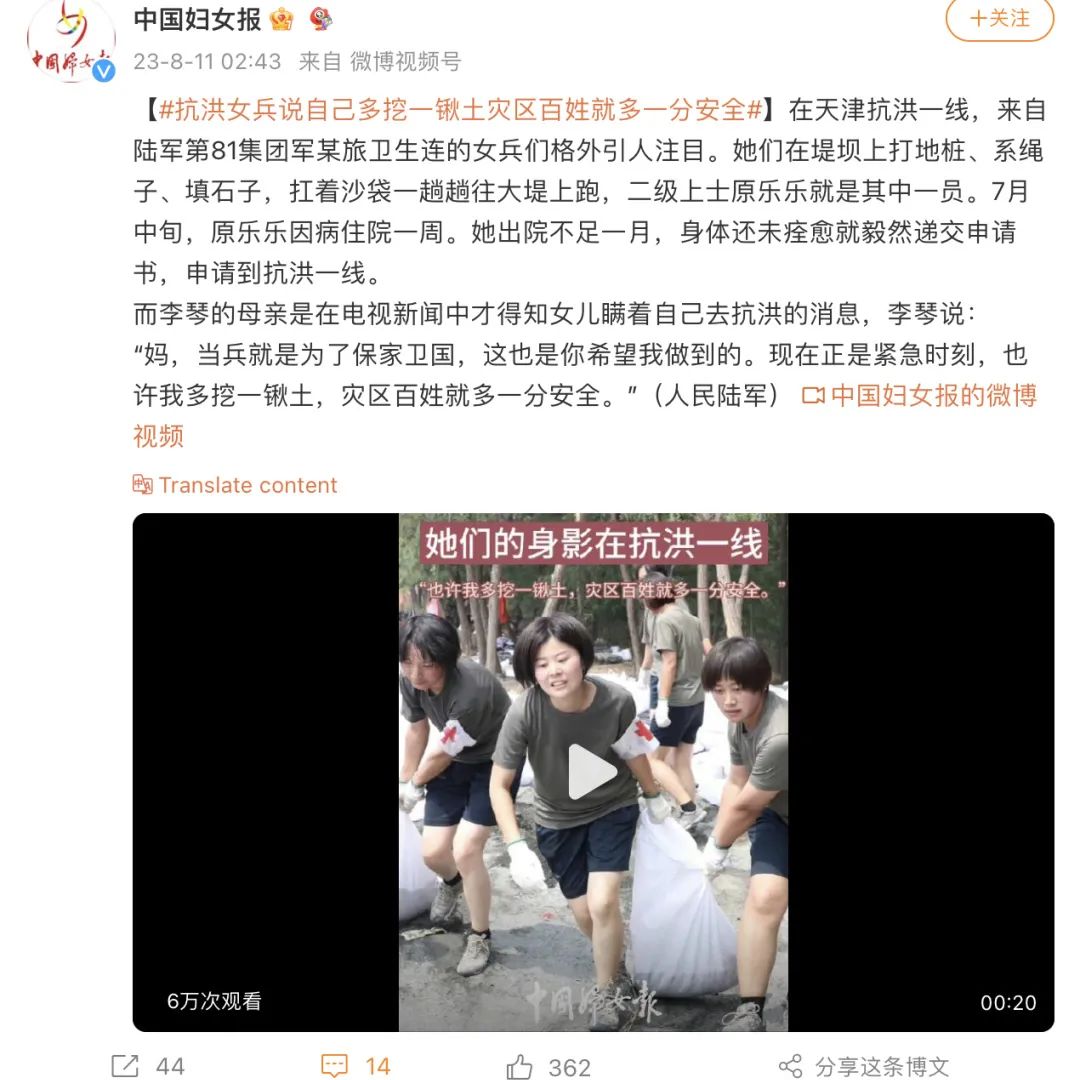 中国妇女报
+关注
中国妇女报
23-8-11 02:43 来自 微博视频号
【#抗洪女兵说自己多挖一锹土灾区百姓就多一分安全#】在天津抗洪一线，来自
陆军第81集团军某旅卫生连的女兵们格外引人注目。她们在堤坝上打地桩、系绳
子、填石子，扛着沙袋一趟趟往大堤上跑，二级上士原乐乐就是其中一员。7月
中旬，原乐乐因病住院一周。她出院不足一月，身体还未痊愈就毅然递交申请
书，申请到抗洪一线。
而李琴的母亲是在电视新闻中才得知女儿瞒着自己去抗洪的消息，李琴说：
“妈，当兵就是为了保家卫国，这也是你希望我做到的。现在正是紧急时刻，也
许我多挖一锹土，灾区百姓就多一分安全。”（人民陆军） 中国妇女报的微博
视频
Translate content
她们的身影在抗洪一线
“也许我多挖一锹土，灾区百姓就多一分安全。”
中国妇女报
6万次观看
00:20
44
14
362
分享这条博文